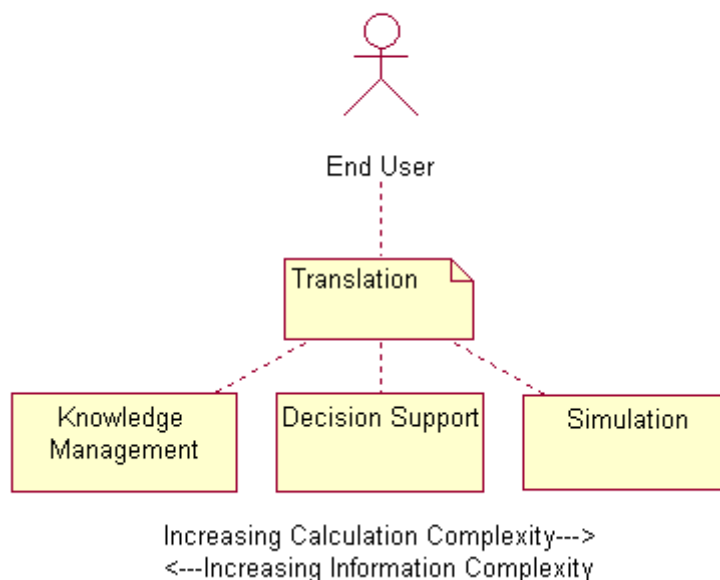 End User
Translation
Knowledge
Management
Decision Support
Simulation
Increasing Calculation Complexity--->
<---Increasing Information Complexity